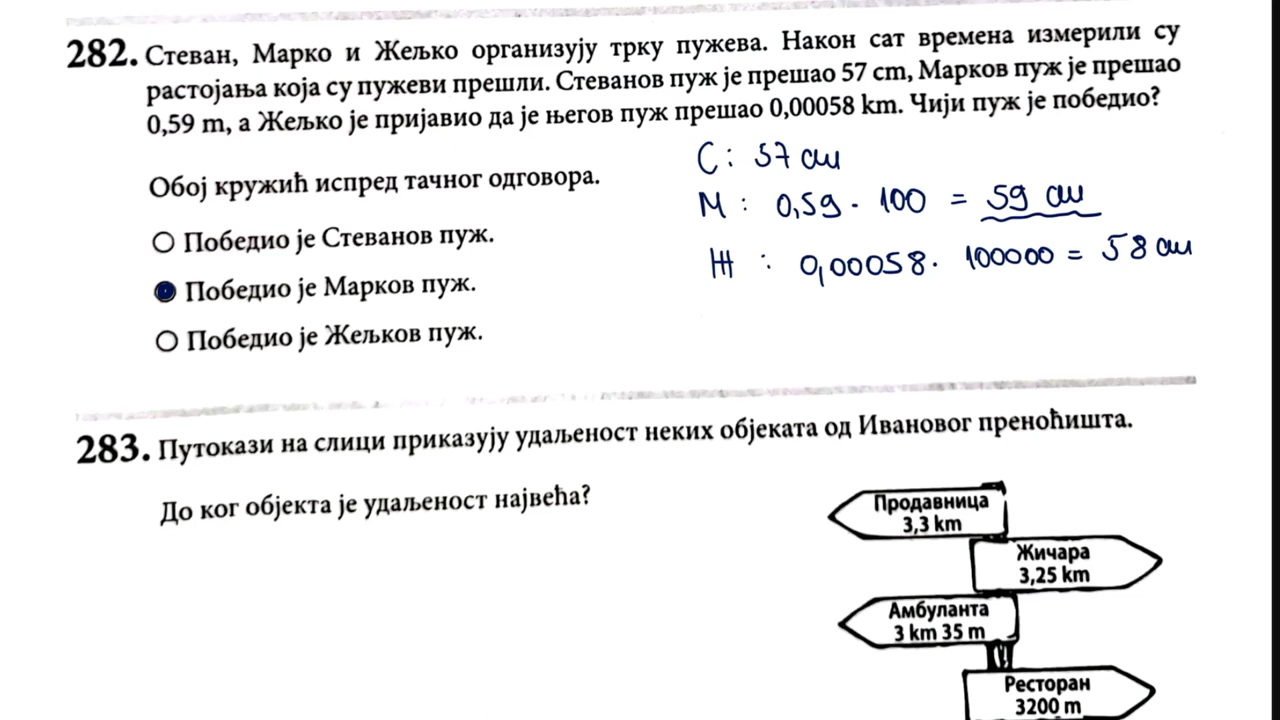 282. Стеван, Марко и Жељко организују трку пужева. Након сат времена измерили су
растојања која су пужеви прешли. Стеванов пуж је прешао 57 cm, Марков пуж је прешао
0,59 m, а Жељко је пријавио да је његов пуж прешао 0,00058 km. Чији пуж је победио?
Обој кружић испред тачног одговора.
Победио је Стеванов пуж.
Победио је Марков пуж.
Победио је Жељков пуж.
С: 57 cm
М: 0,59 · 100 = 59 cm
Ж: 0,00058 · 100000 = 58 cm
283. Путокази на слици приказују удаљеност неких објеката од Ивановог преноћишта.
До ког објекта је удаљеност највећа?
Продавница
3,3 km
Жичара
3,25 km
Амбуланта
3 km 35 m
Ресторан
3200 m